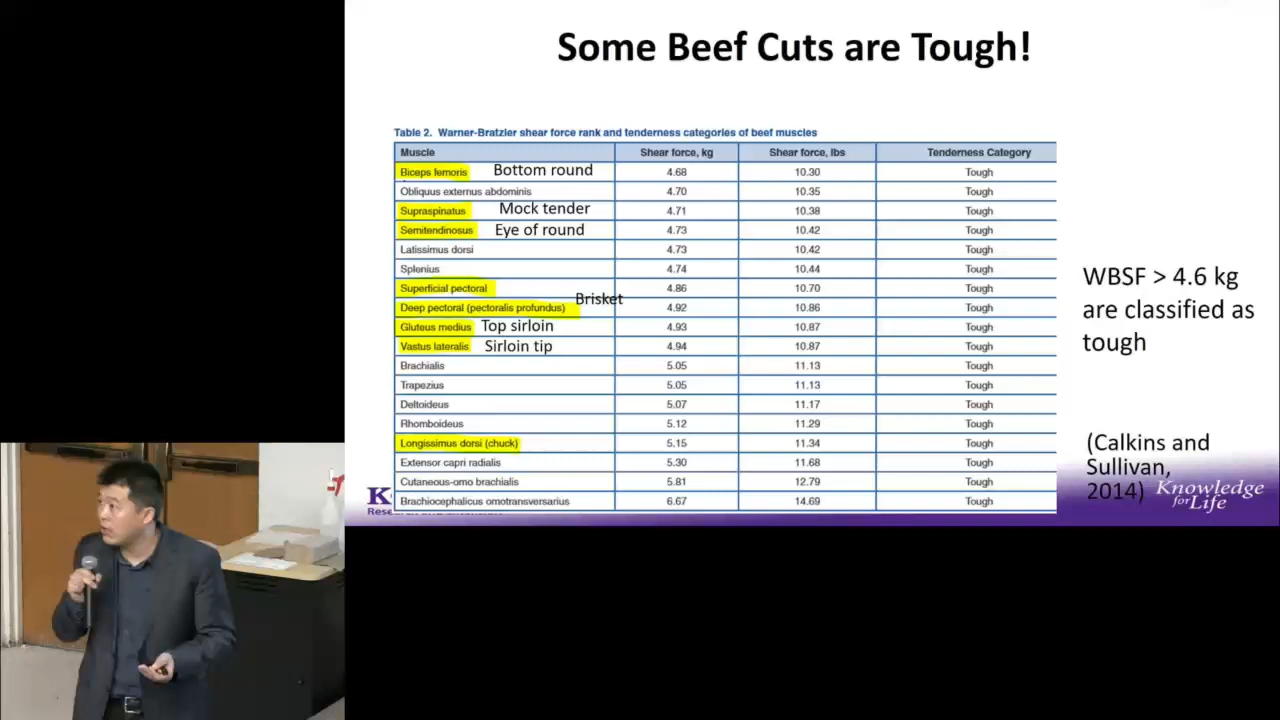 Some Beef Cuts are Tough!
Table 2. Warner-Bratzler shear force rank and tenderness categories of beef muscles
Muscle Shear force, kg Shear force, lbs Tenderness Category
Biceps femoris Bottom round 4.68 10.30 Tough
Obliquus externus abdominis 4.70 10.35 Tough
Supraspinatus Mock tender 4.71 10.38 Tough
Semitendinosus Eye of round 4.73 10.42 Tough
Latissimus dorsi 4.73 10.42 Tough
Splenius 4.74 10.44 Tough
Superficial pectoral 4.86 10.70 Tough
Brisket
Deep pectoral (pectoralis profundus) 4.92 10.86 Tough
Gluteus medius Top sirloin 4.93 10.87 Tough
Vastus lateralis Sirloin tip 4.94 10.87 Tough
Brachialis 5.05 11.13 Tough
Trapezius 5.05 11.13 Tough
Deltoideus 5.07 11.17 Tough
Rhomboideus 5.12 11.29 Tough
Longissimus dorsi (chuck) 5.15 11.34 Tough
Extensor capri radialis 5.30 11.68 Tough
Cutaneous-omo brachialis 5.81 12.79 Tough
Brachiocephalicus omotransversarius 6.67 14.69 Tough
WBSF > 4.6 kg
are classified as
tough
(Calkins and
Sullivan,
2014)
Knowledge
for Life